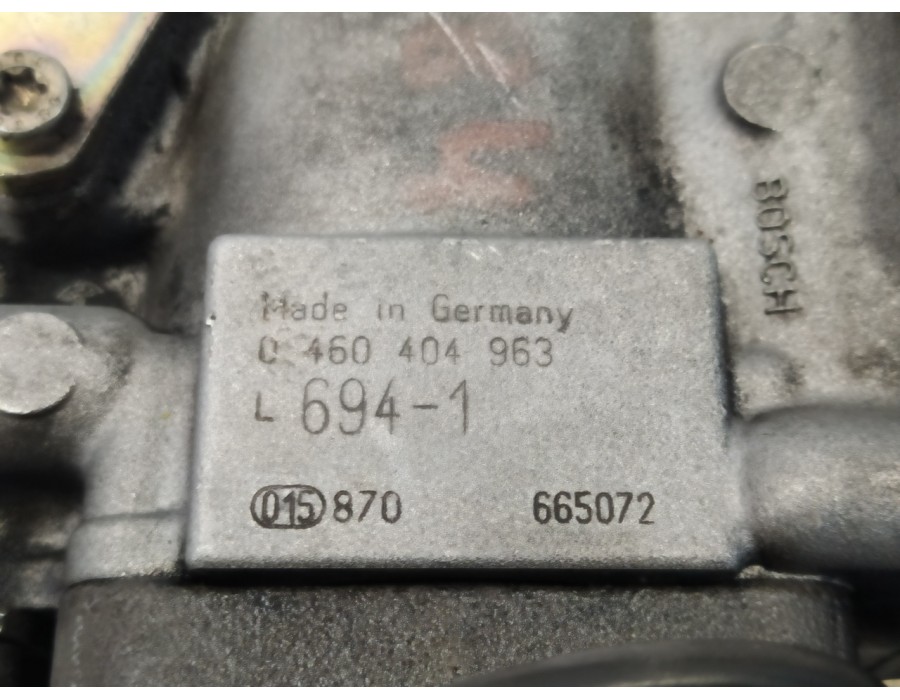 Made in Germany
0 460 404 963
L 694-1
015 870 665072
BOSCH